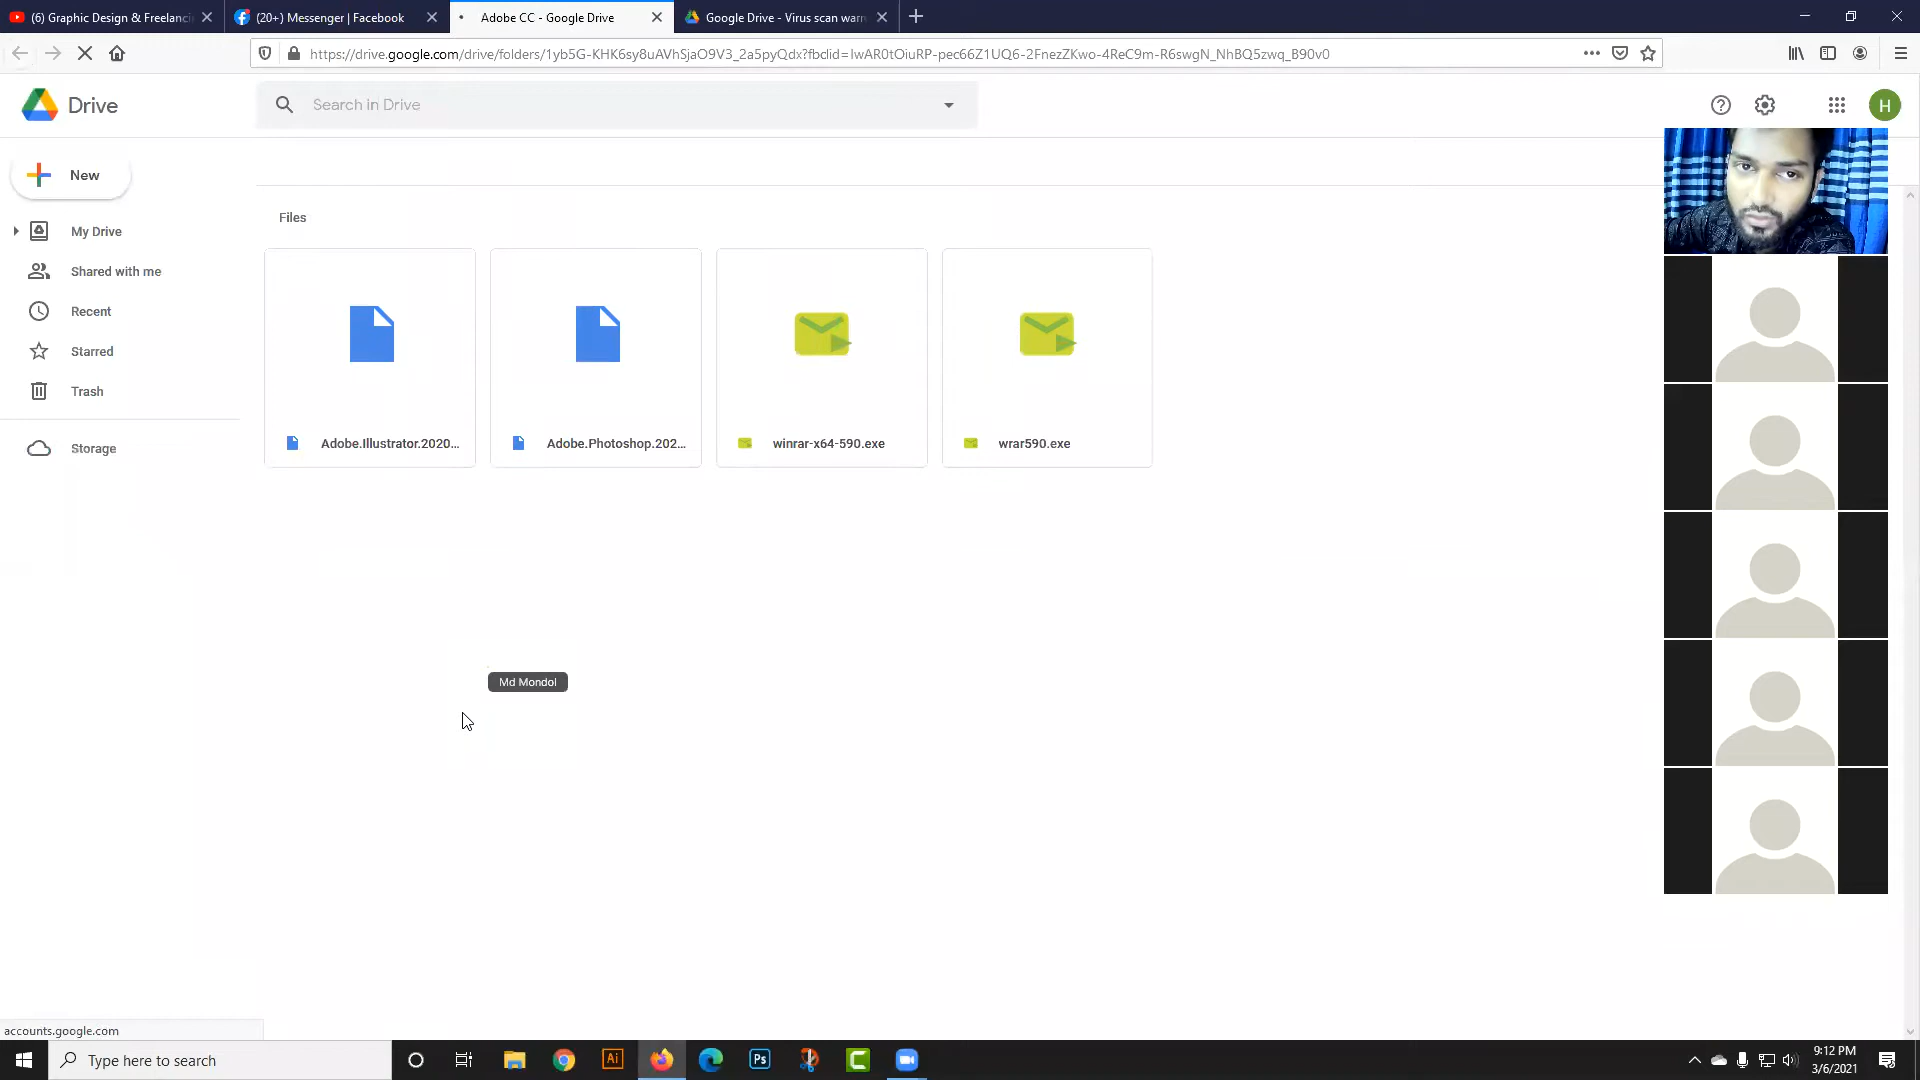 (6) Graphic Design & Freelanci
(20+) Messenger | Facebook
Adobe CC - Google Drive
Google Drive - Virus scan warn
https://drive.google.com/drive/folders/1yb5G-KHK6sy8uAVhSjaO9V3_2a5pyQdx?fbclid=IwAR0tOiuRP-pec66Z1UQ6-2FnezZKwo-4ReC9m-R6swgN_NhBQ5zwq_B90v0
Drive
Search in Drive
H
New
My Drive
Shared with me
Recent
Starred
Trash
Storage
Files
Adobe.Illustrator.2020...
Adobe.Photoshop.202...
winrar-x64-590.exe
wrar590.exe
Md Mondol
accounts.google.com
Type here to search
Ai
Ps
9:12 PM
3/6/2021